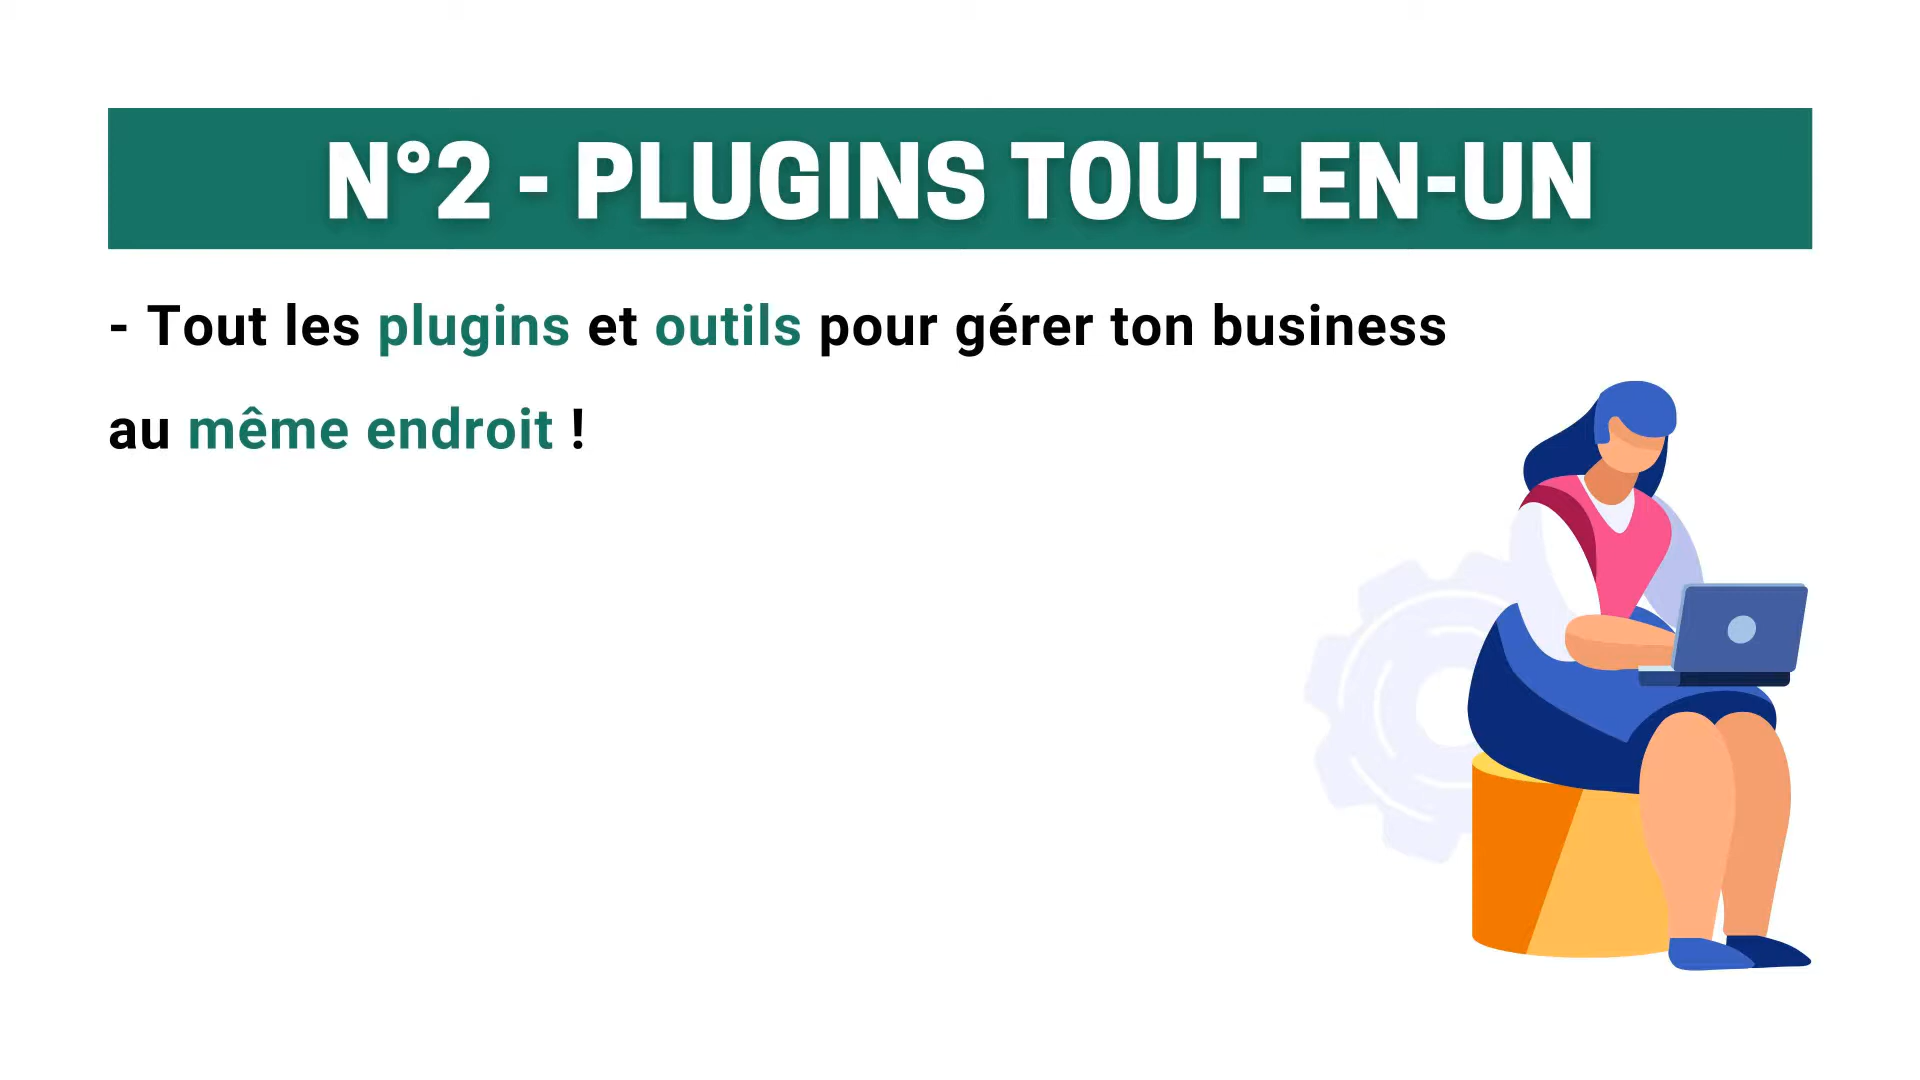 N°2 - PLUGINS TOUT-EN-UN
- Tout les plugins et outils pour gérer ton business
au même endroit !